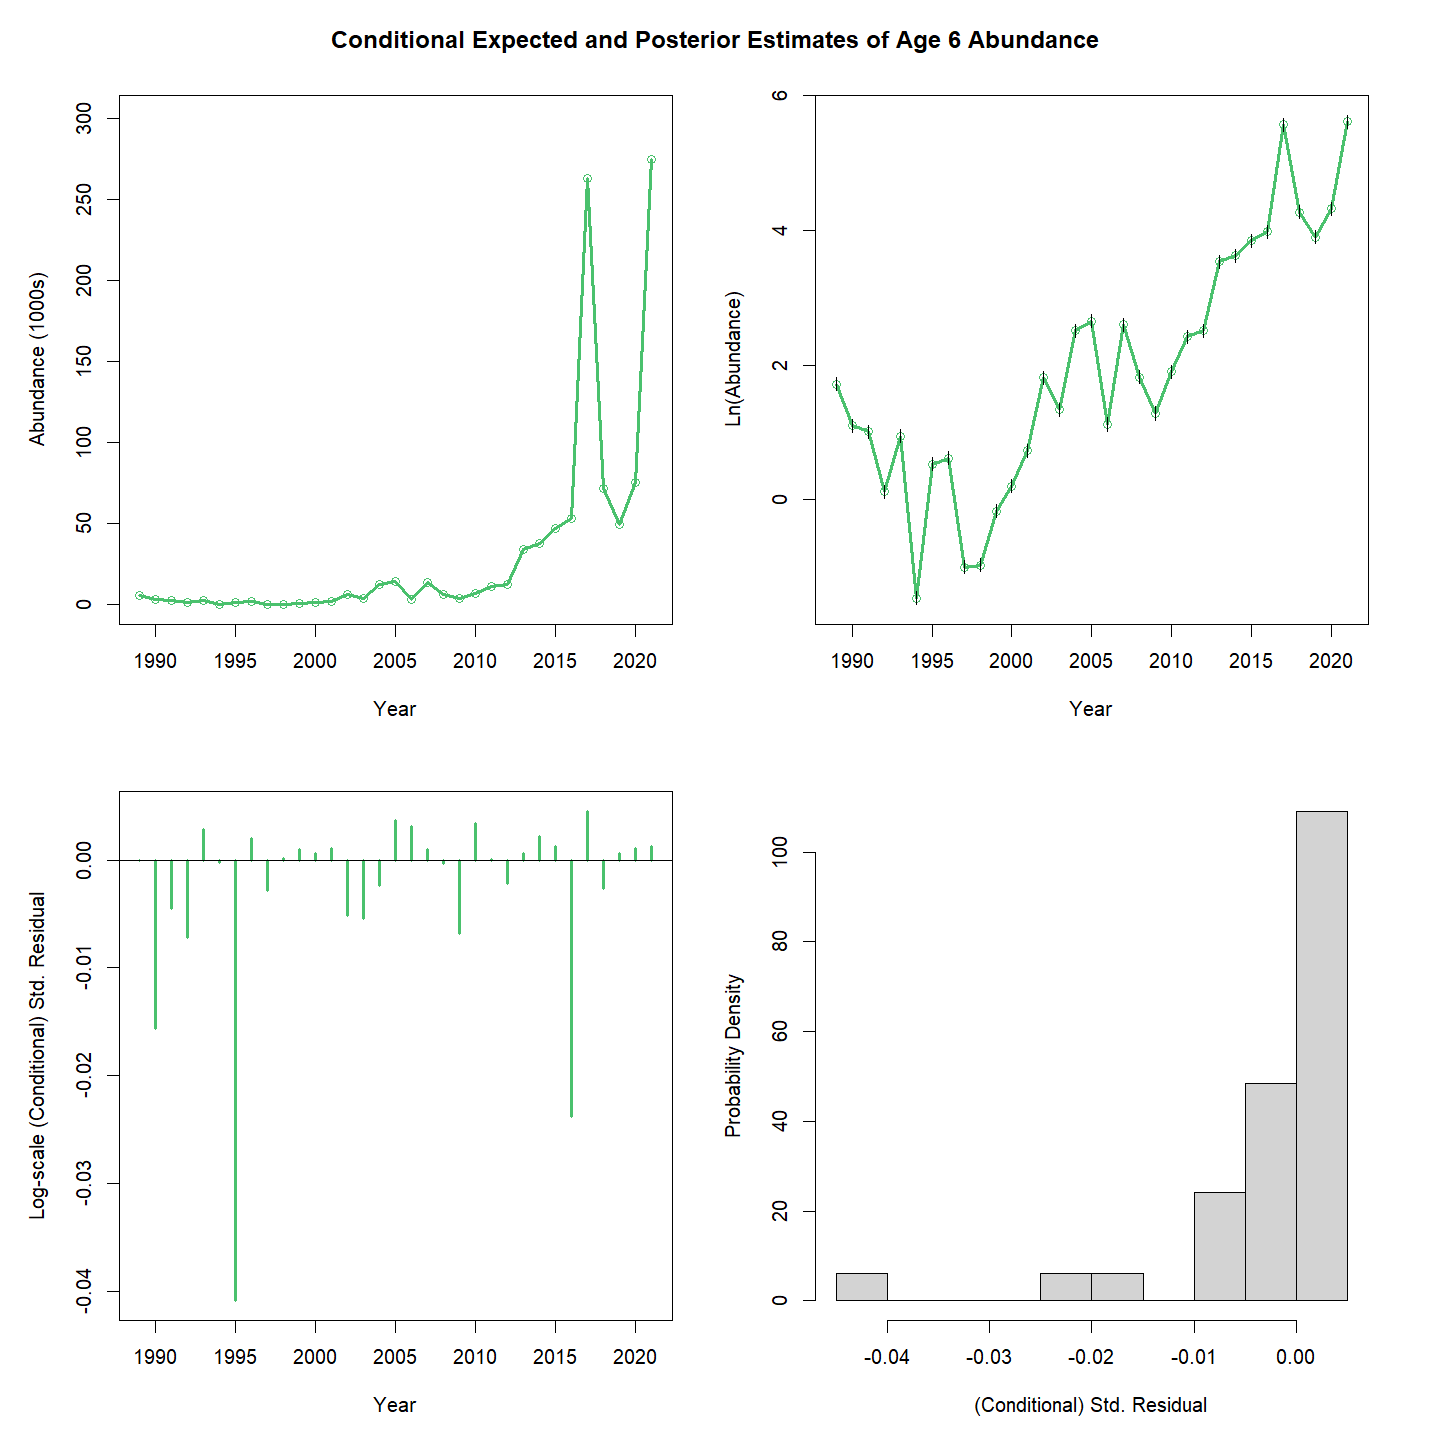 Conditional Expected and Posterior Estimates of Age 6 Abundance
Abundance (1000s)
300
250
200
150
100
50
0
1990 1995 2000 2005 2010 2015 2020
Year
Ln(Abundance)
6
4
2
0
1990 1995 2000 2005 2010 2015 2020
Year
Log-scale (Conditional) Std. Residual
0.00
-0.01
-0.02
-0.03
-0.04
1990 1995 2000 2005 2010 2015 2020
Year
Probability Density
100
80
60
40
20
0
-0.04 -0.03 -0.02 -0.01 0.00
(Conditional) Std. Residual